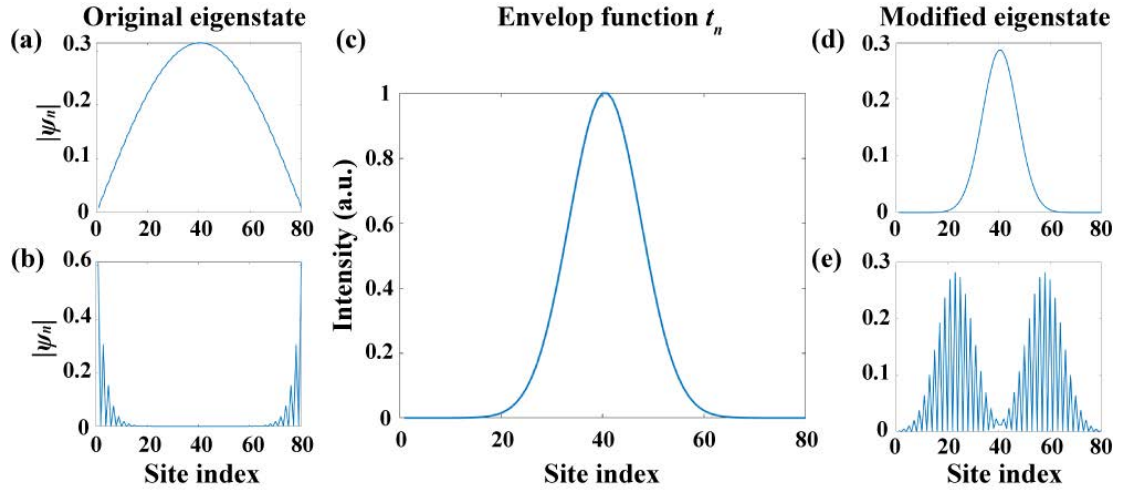 Original eigenstate
Envelop function tn
Modified eigenstate
(a)
0.3
0.2
0.1
0
|ψn|
0 20 40 60 80
(b)
0.6
0.4
0.2
0
|ψn|
0 20 40 60 80
Site index
(c)
1
0.8
0.6
0.4
0.2
0
Intensity (a.u.)
20 40 60 80
Site index
(d)
0.3
0.2
0.1
0
0 20 40 60 80
(e)
0.3
0.2
0.1
0
0 20 40 60 80
Site index